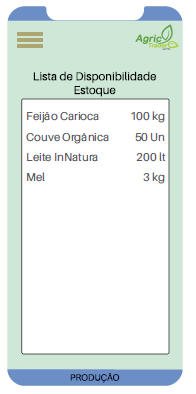 Agric
Trade
Lista de Disponibilidade
Estoque
Feijão Carioca 100 kg
Couve Orgânica 50 Un
Leite InNatura 200 lt
Mel 3 kg
PRODUÇÃO